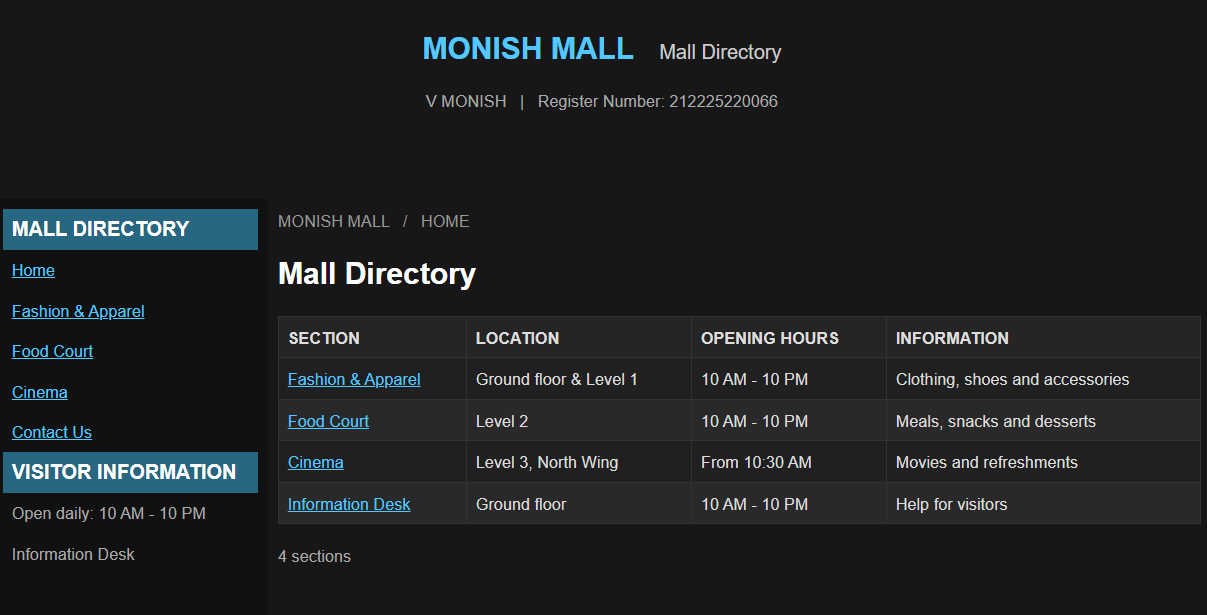 MONISH MALL Mall Directory
V MONISH | Register Number: 212225220066
MALL DIRECTORY
Home
Fashion & Apparel
Food Court
Cinema
Contact Us
VISITOR INFORMATION
Open daily: 10 AM - 10 PM
Information Desk
MONISH MALL / HOME
Mall Directory
SECTION LOCATION OPENING HOURS INFORMATION
Fashion & Apparel Ground floor & Level 1 10 AM - 10 PM Clothing, shoes and accessories
Food Court Level 2 10 AM - 10 PM Meals, snacks and desserts
Cinema Level 3, North Wing From 10:30 AM Movies and refreshments
Information Desk Ground floor 10 AM - 10 PM Help for visitors
4 sections